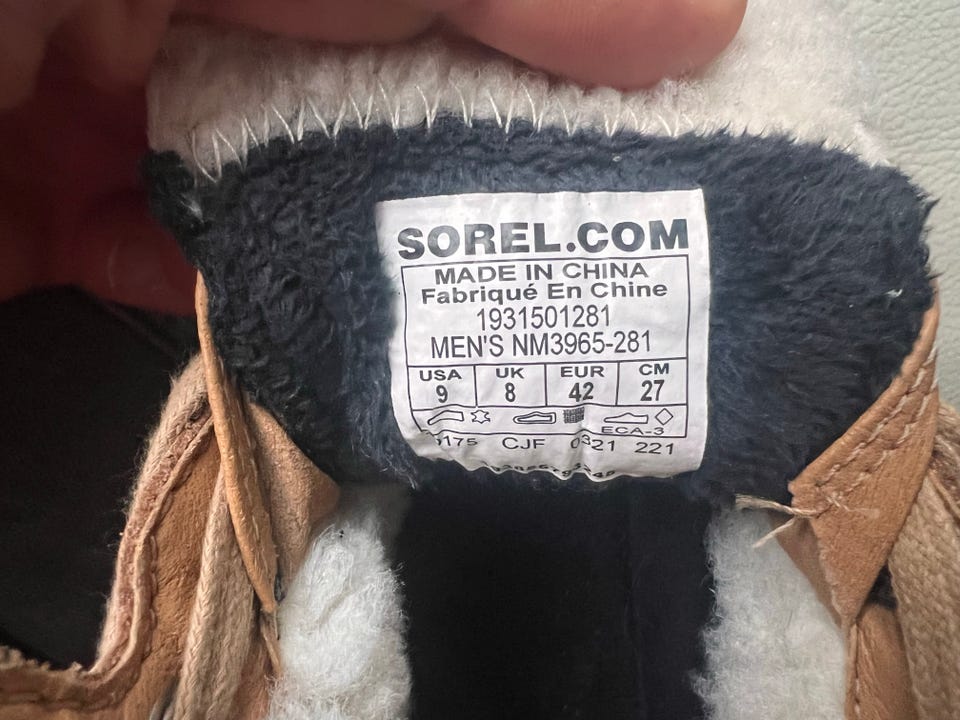 SOREL.COM
MADE IN CHINA
Fabriqué En Chine
1931501281
MEN'S NM3965-281
USA UK EUR CM
9 8 42 27
ECA-3
CJF 0321 221